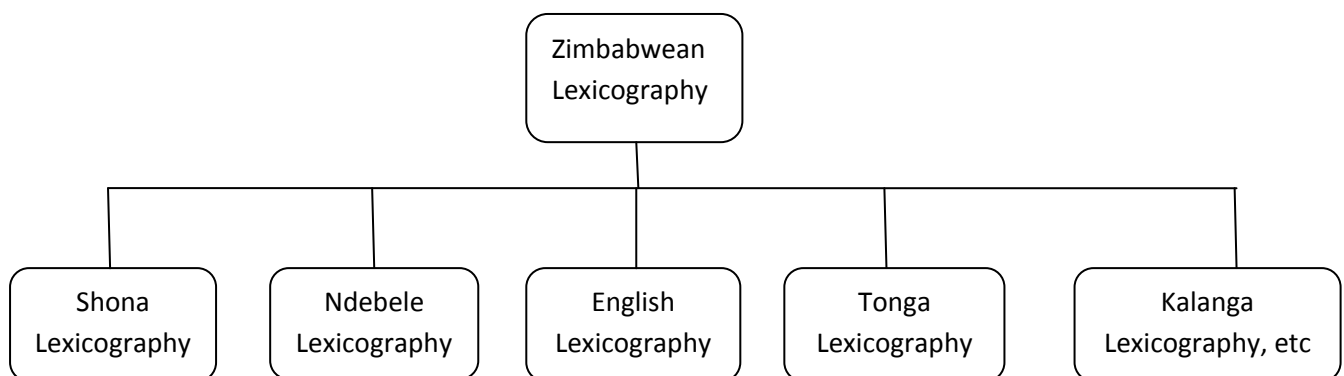 Zimbabwean
Lexicography
Shona
Lexicography
Ndebele
Lexicography
English
Lexicography
Tonga
Lexicography
Kalanga
Lexicography, etc